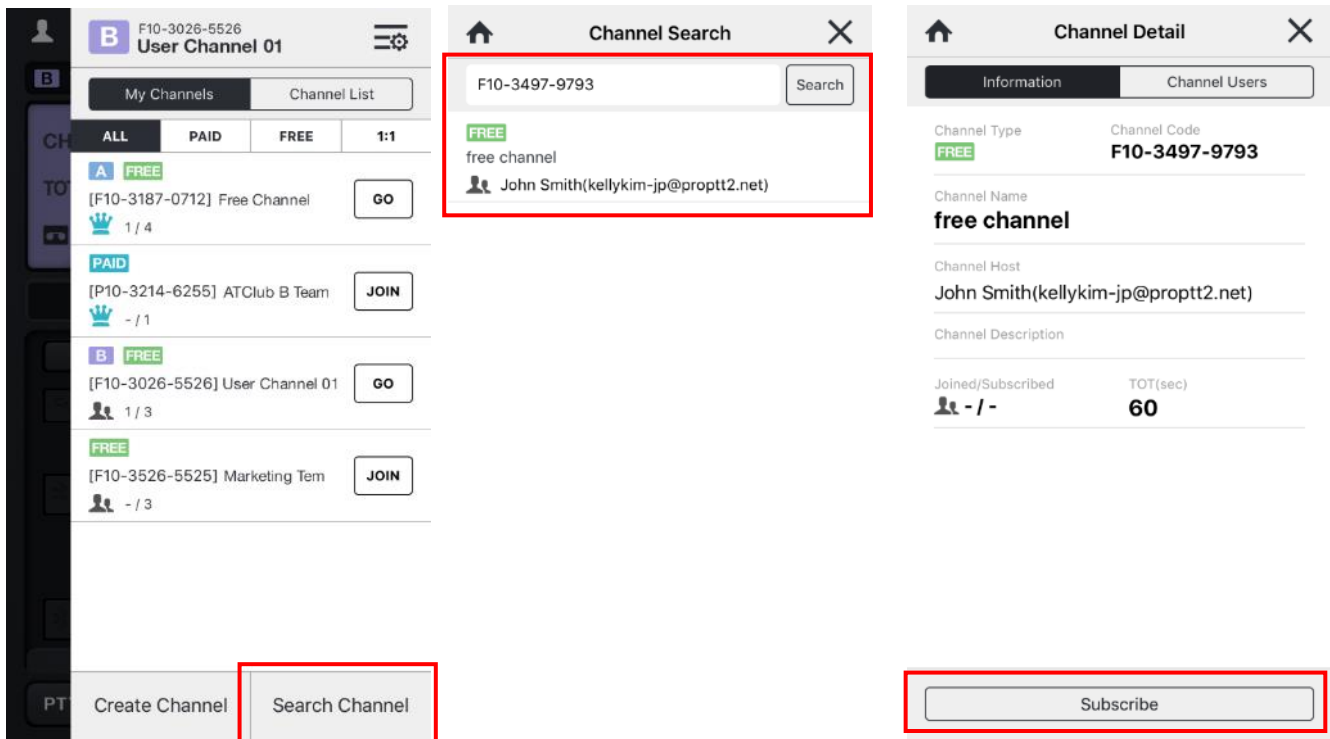 F10-3026-5526
B User Channel 01
My Channels Channel List
ALL PAID FREE 1:1
A FREE
[F10-3187-0712] Free Channel GO
1 / 4
PAID
[P10-3214-6255] ATClub B Team JOIN
- / 1
B FREE
[F10-3026-5526] User Channel 01 GO
1 / 3
FREE
[F10-3526-5525] Marketing Tem JOIN
- / 3
Create Channel Search Channel
B
CH
TO
PT
Channel Search
F10-3497-9793 Search
FREE
free channel
John Smith(kellykim-jp@proptt2.net)
Channel Detail
Information Channel Users
Channel Type Channel Code
FREE F10-3497-9793
Channel Name
free channel
Channel Host
John Smith(kellykim-jp@proptt2.net)
Channel Description
Joined/Subscribed TOT(sec)
- / - 60
Subscribe